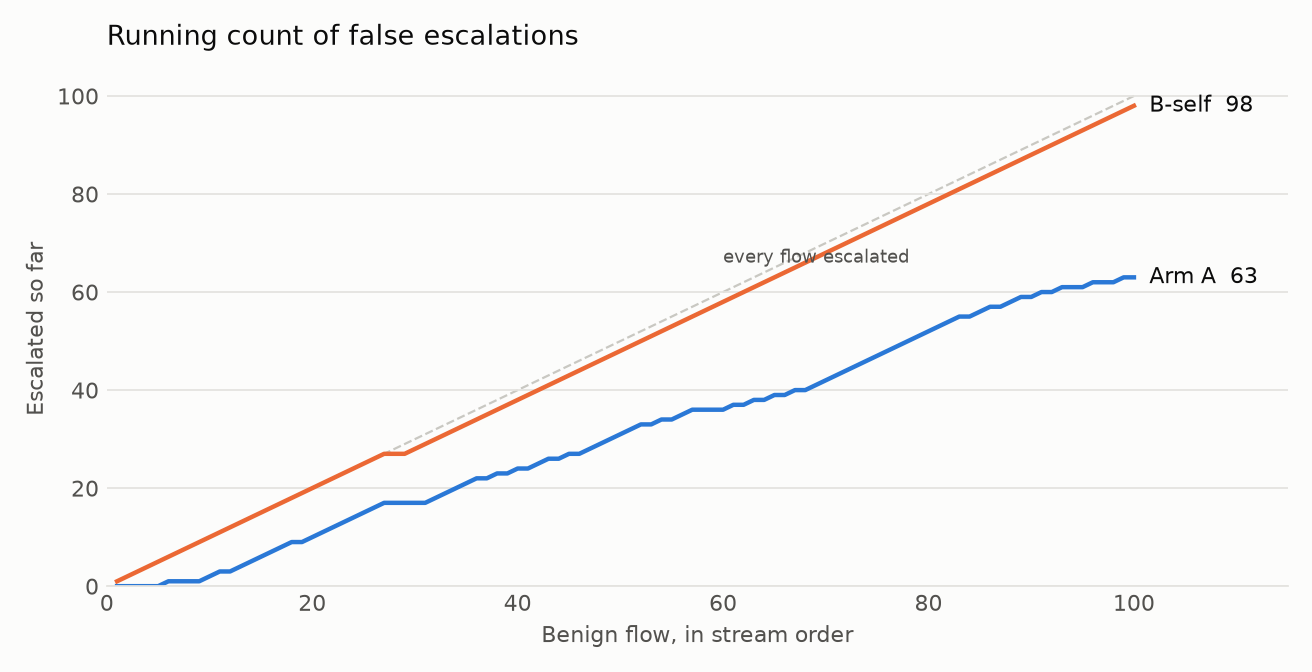 Running count of false escalations
Escalated so far
100
80
60
40
20
0
B-self 98
every flow escalated
Arm A 63
0 20 40 60 80 100
Benign flow, in stream order